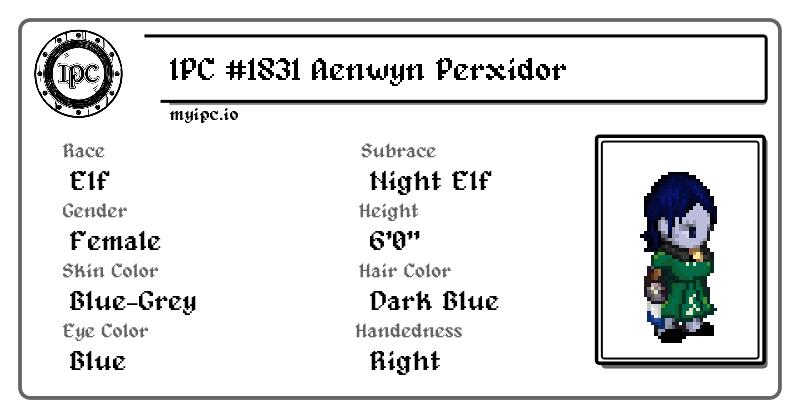 IPC
IPC #1831 Aenwyn Perxidor
myipc.io
Race
Elf
Subrace
Night Elf
Gender
Female
Height
6'0"
Skin Color
Blue-Grey
Hair Color
Dark Blue
Eye Color
Blue
Handedness
Right